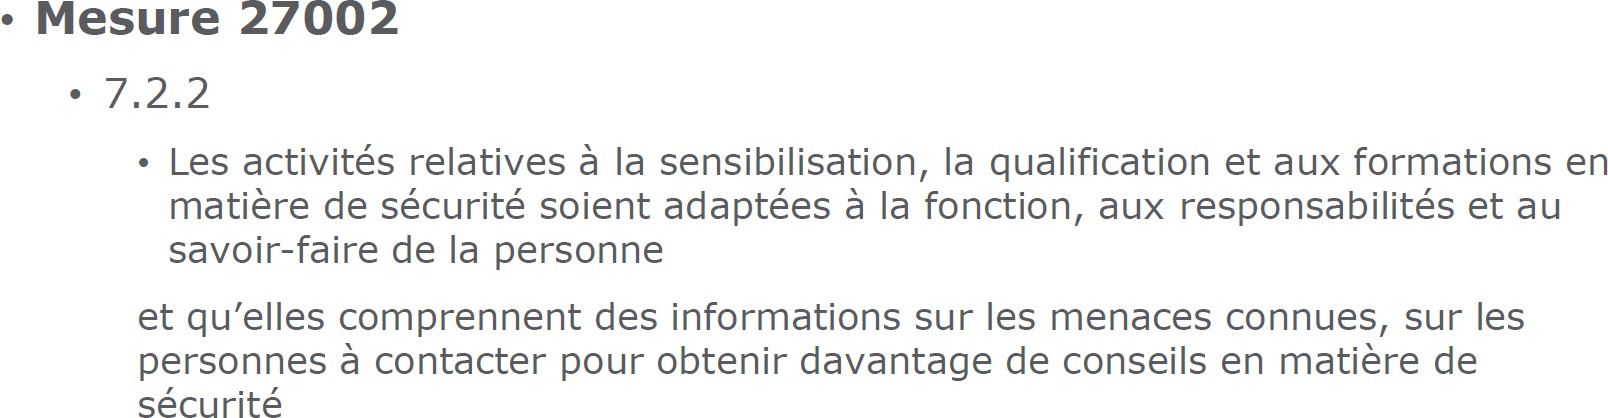 • Mesure 27002
• 7.2.2
• Les activités relatives à la sensibilisation, la qualification et aux formations en
matière de sécurité soient adaptées à la fonction, aux responsabilités et au
savoir-faire de la personne
et qu’elles comprennent des informations sur les menaces connues, sur les
personnes à contacter pour obtenir davantage de conseils en matière de
sécurité